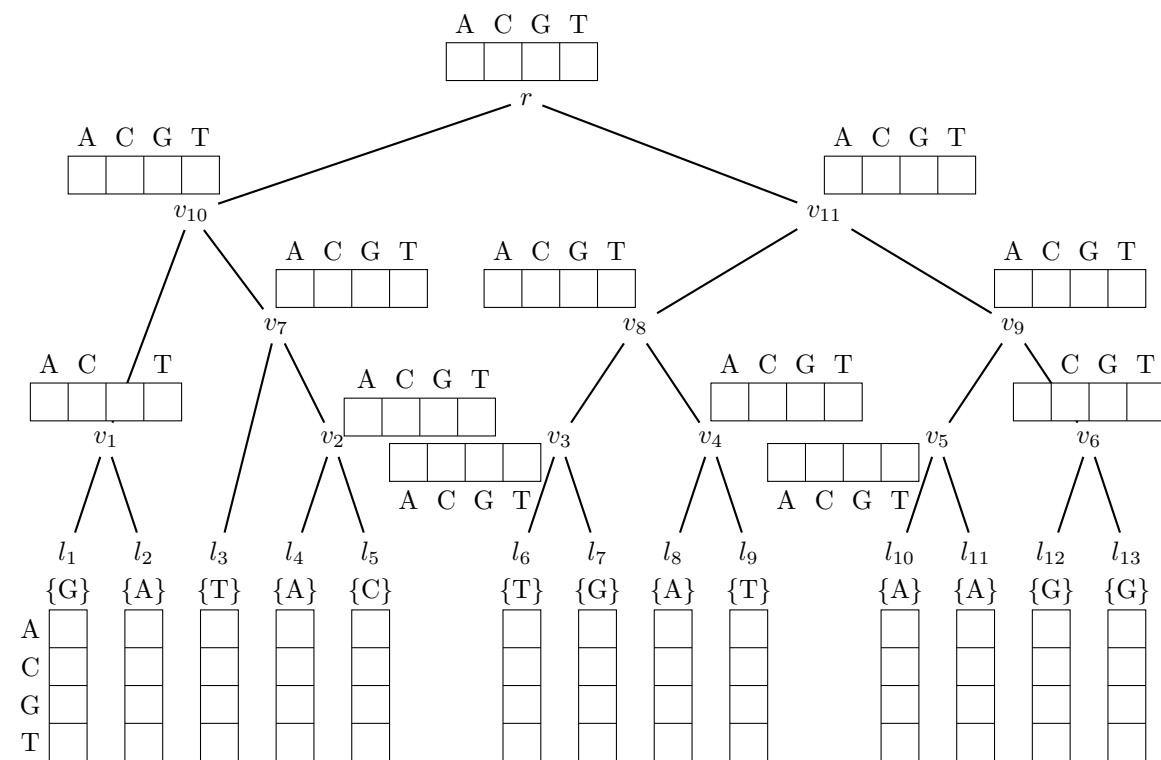 A C G T
r
A C G T
A C G T
v10
v11
A C G T
A C G T
A C G T
v7
v8
v9
A C T
A C G T
A C G T
C G T
v1
v2
v3
v4
v5
v6
A C G T
A C G T
l1 l2 l3 l4 l5 l6 l7 l8 l9 l10 l11 l12 l13
{G} {A} {T} {A} {C} {T} {G} {A} {T} {A} {A} {G} {G}
A
C
G
T